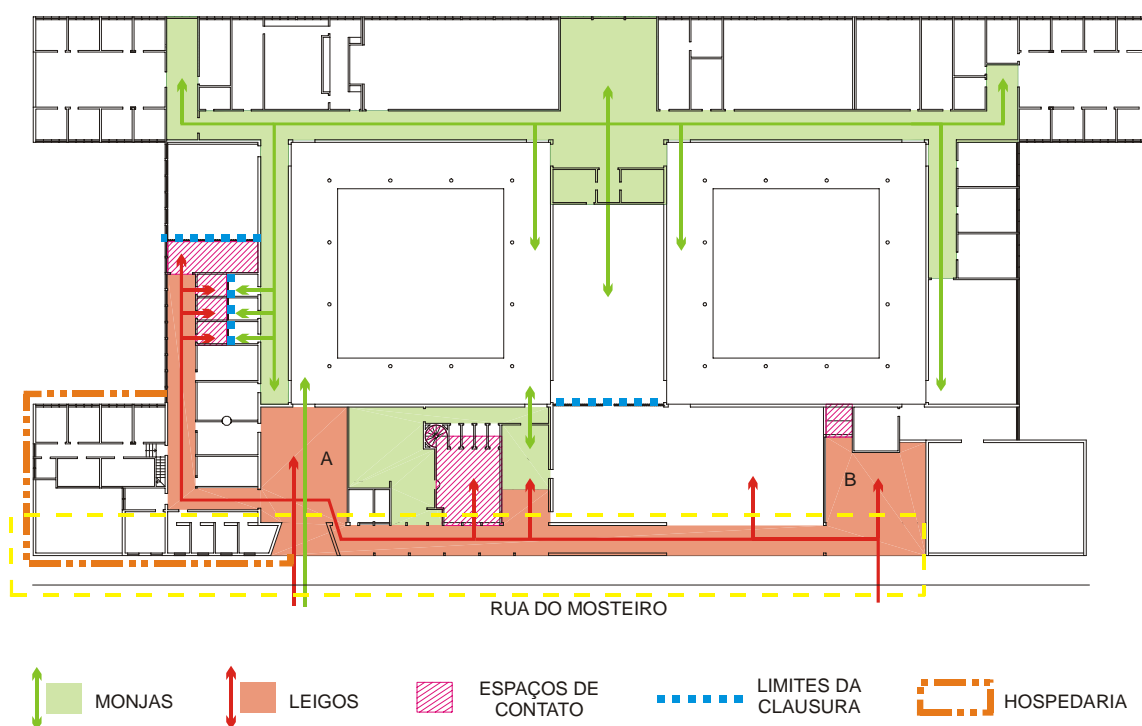 A
B
RUA DO MOSTEIRO
MONJAS
LEIGOS
ESPAÇOS DE
CONTATO
LIMITES DA
CLAUSURA
HOSPEDARIA